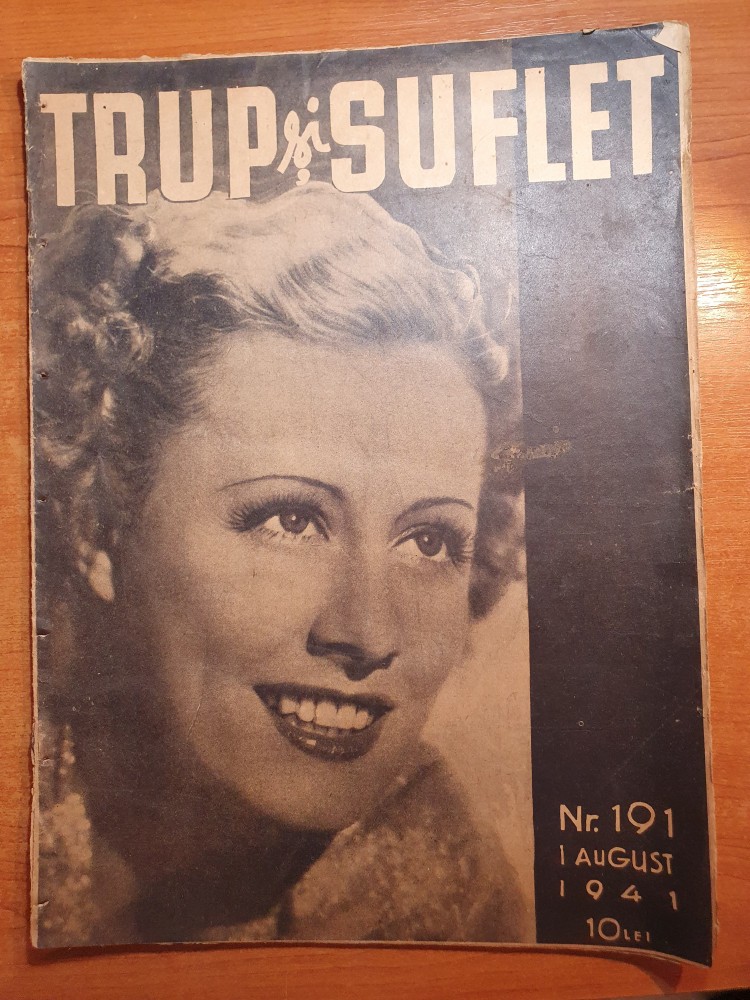 TRUP și SUFLET
Nr. 191
1 AUGUST
1941
10 LEI